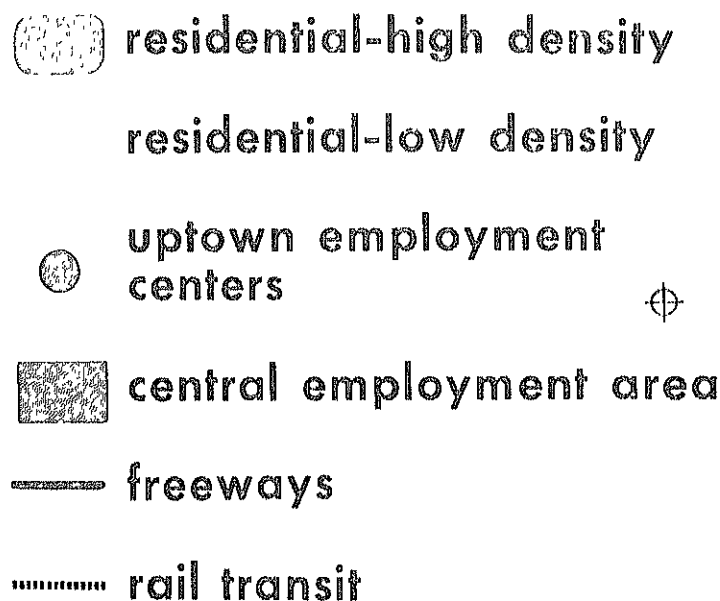 residential-high density
residential-low density
uptown employment
centers
central employment area
freeways
rail transit